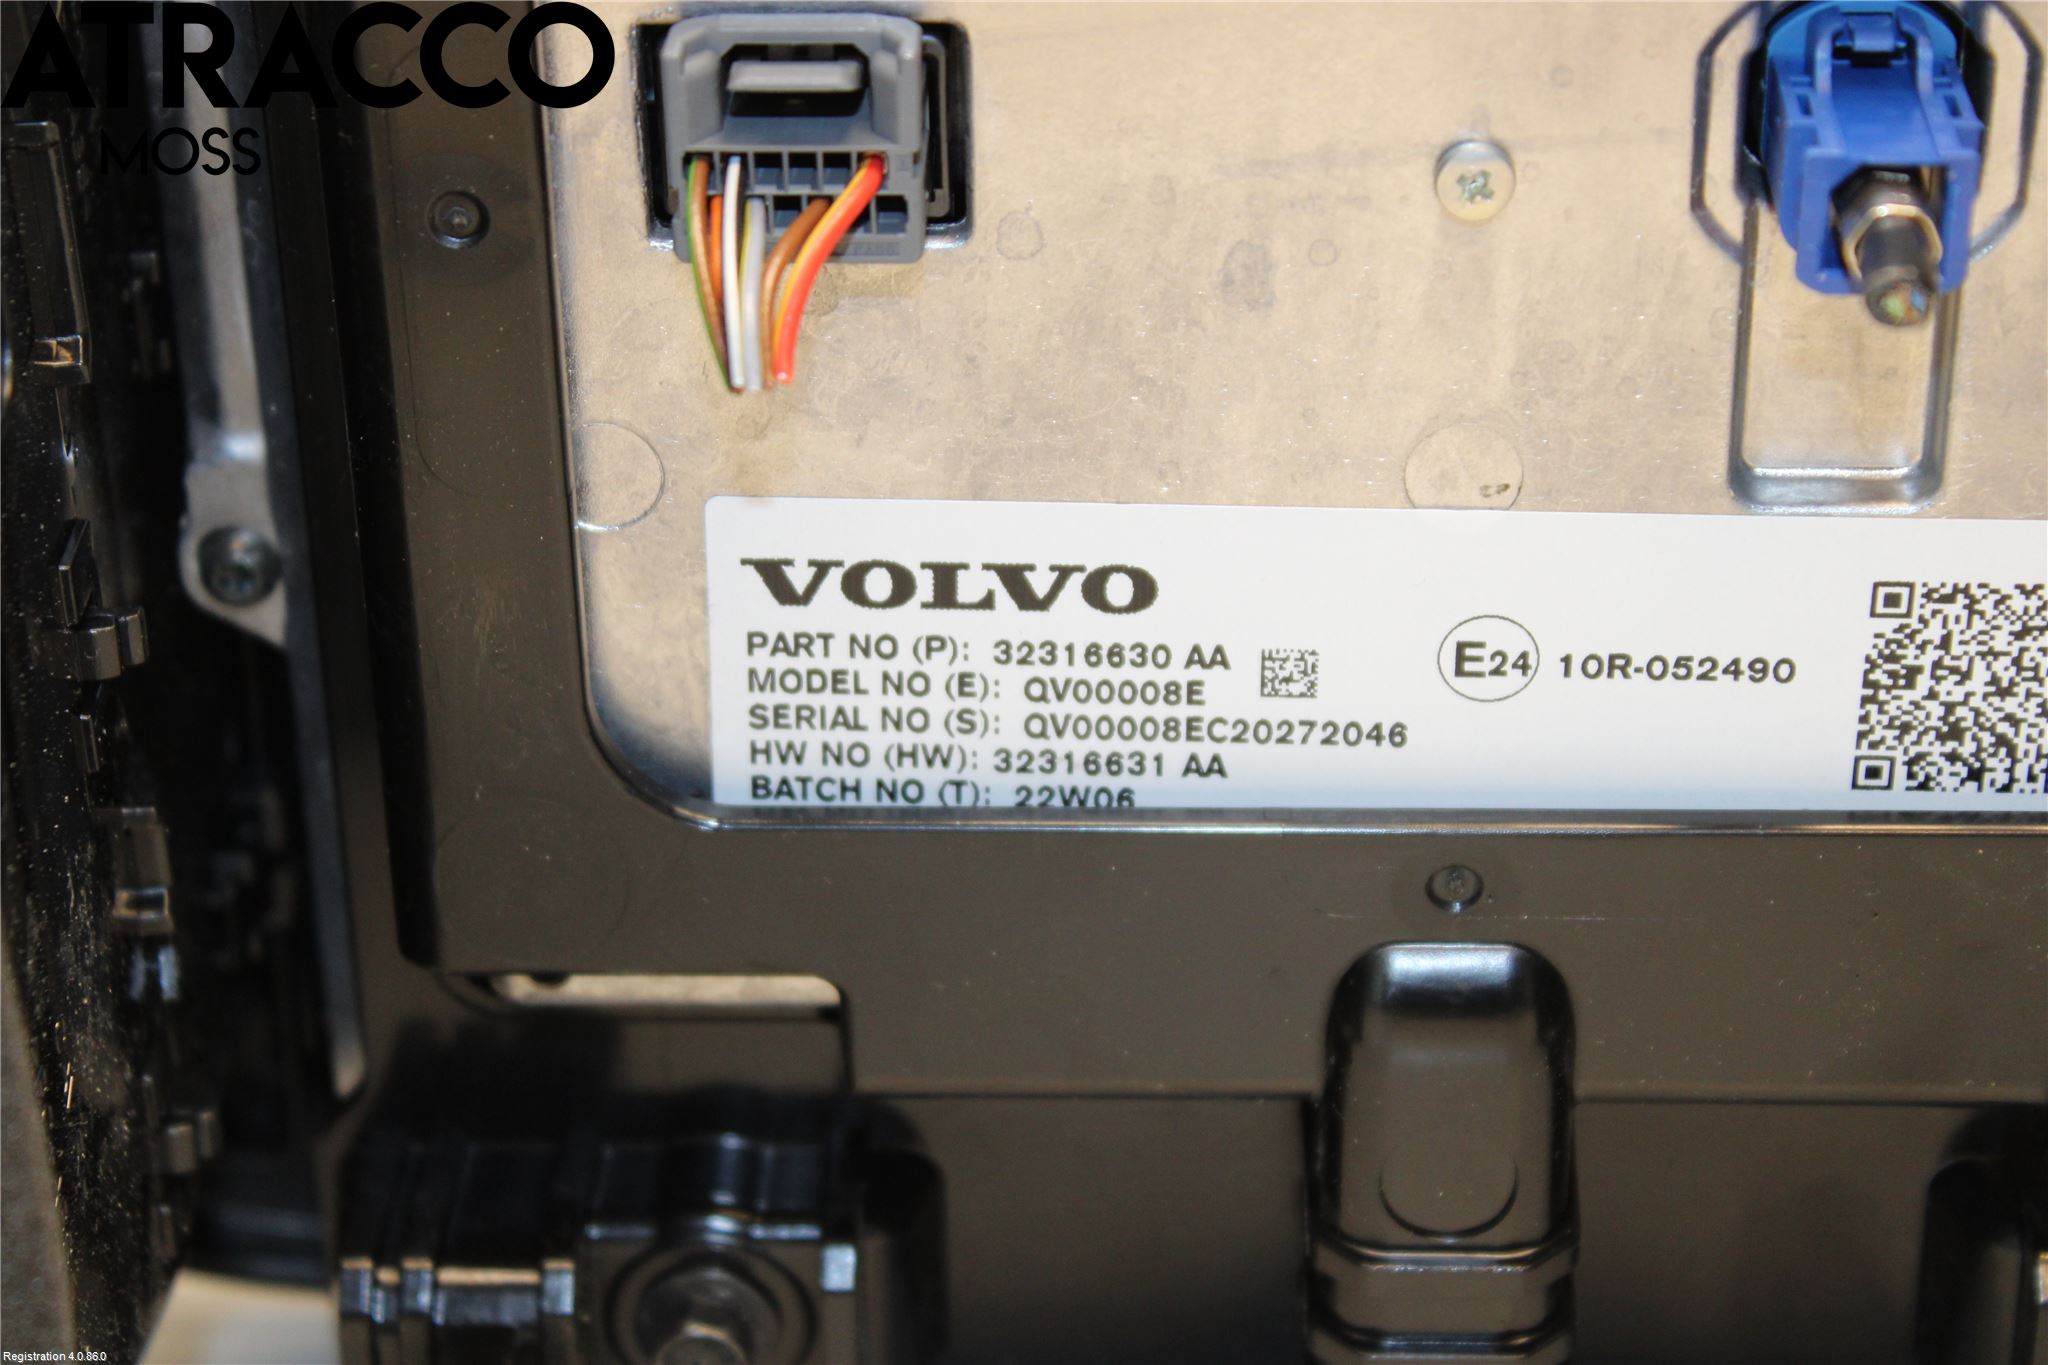 ATRACCO
MOSS
VOLVO
PART NO (P): 32316630 AA
MODEL NO (E): QV00008E
SERIAL NO (S): QV00008EC20272046
HW NO (HW): 32316631 AA
BATCH NO (T): 22W06
E24 10R-052490
Registration 4.0.86.0